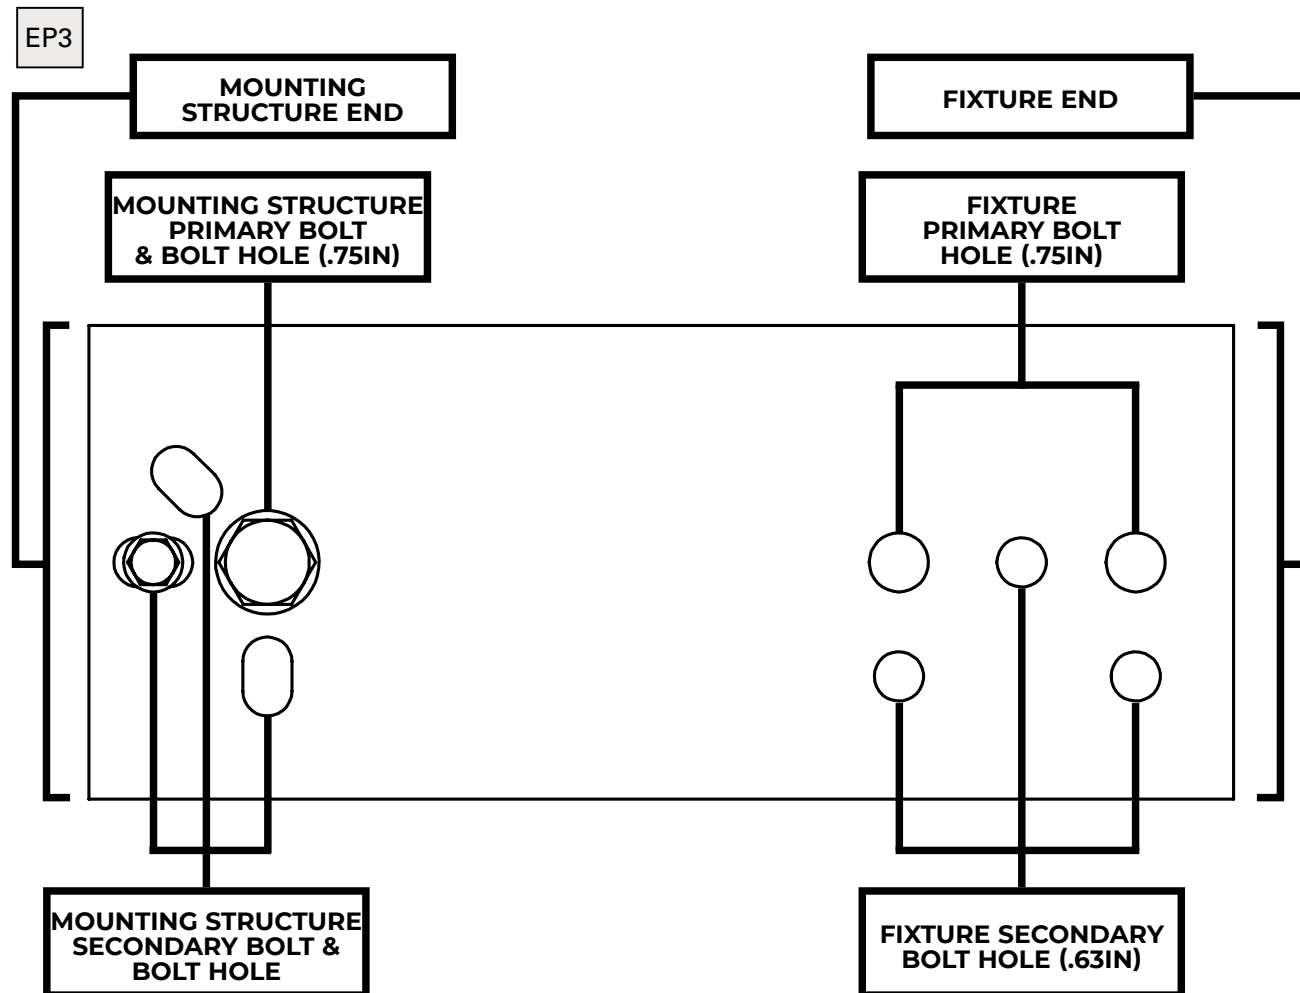 EP3
MOUNTING
STRUCTURE END
FIXTURE END
MOUNTING STRUCTURE
PRIMARY BOLT
& BOLT HOLE (.75IN)
FIXTURE
PRIMARY BOLT
HOLE (.75IN)
MOUNTING STRUCTURE
SECONDARY BOLT &
BOLT HOLE
FIXTURE SECONDARY
BOLT HOLE (.63IN)